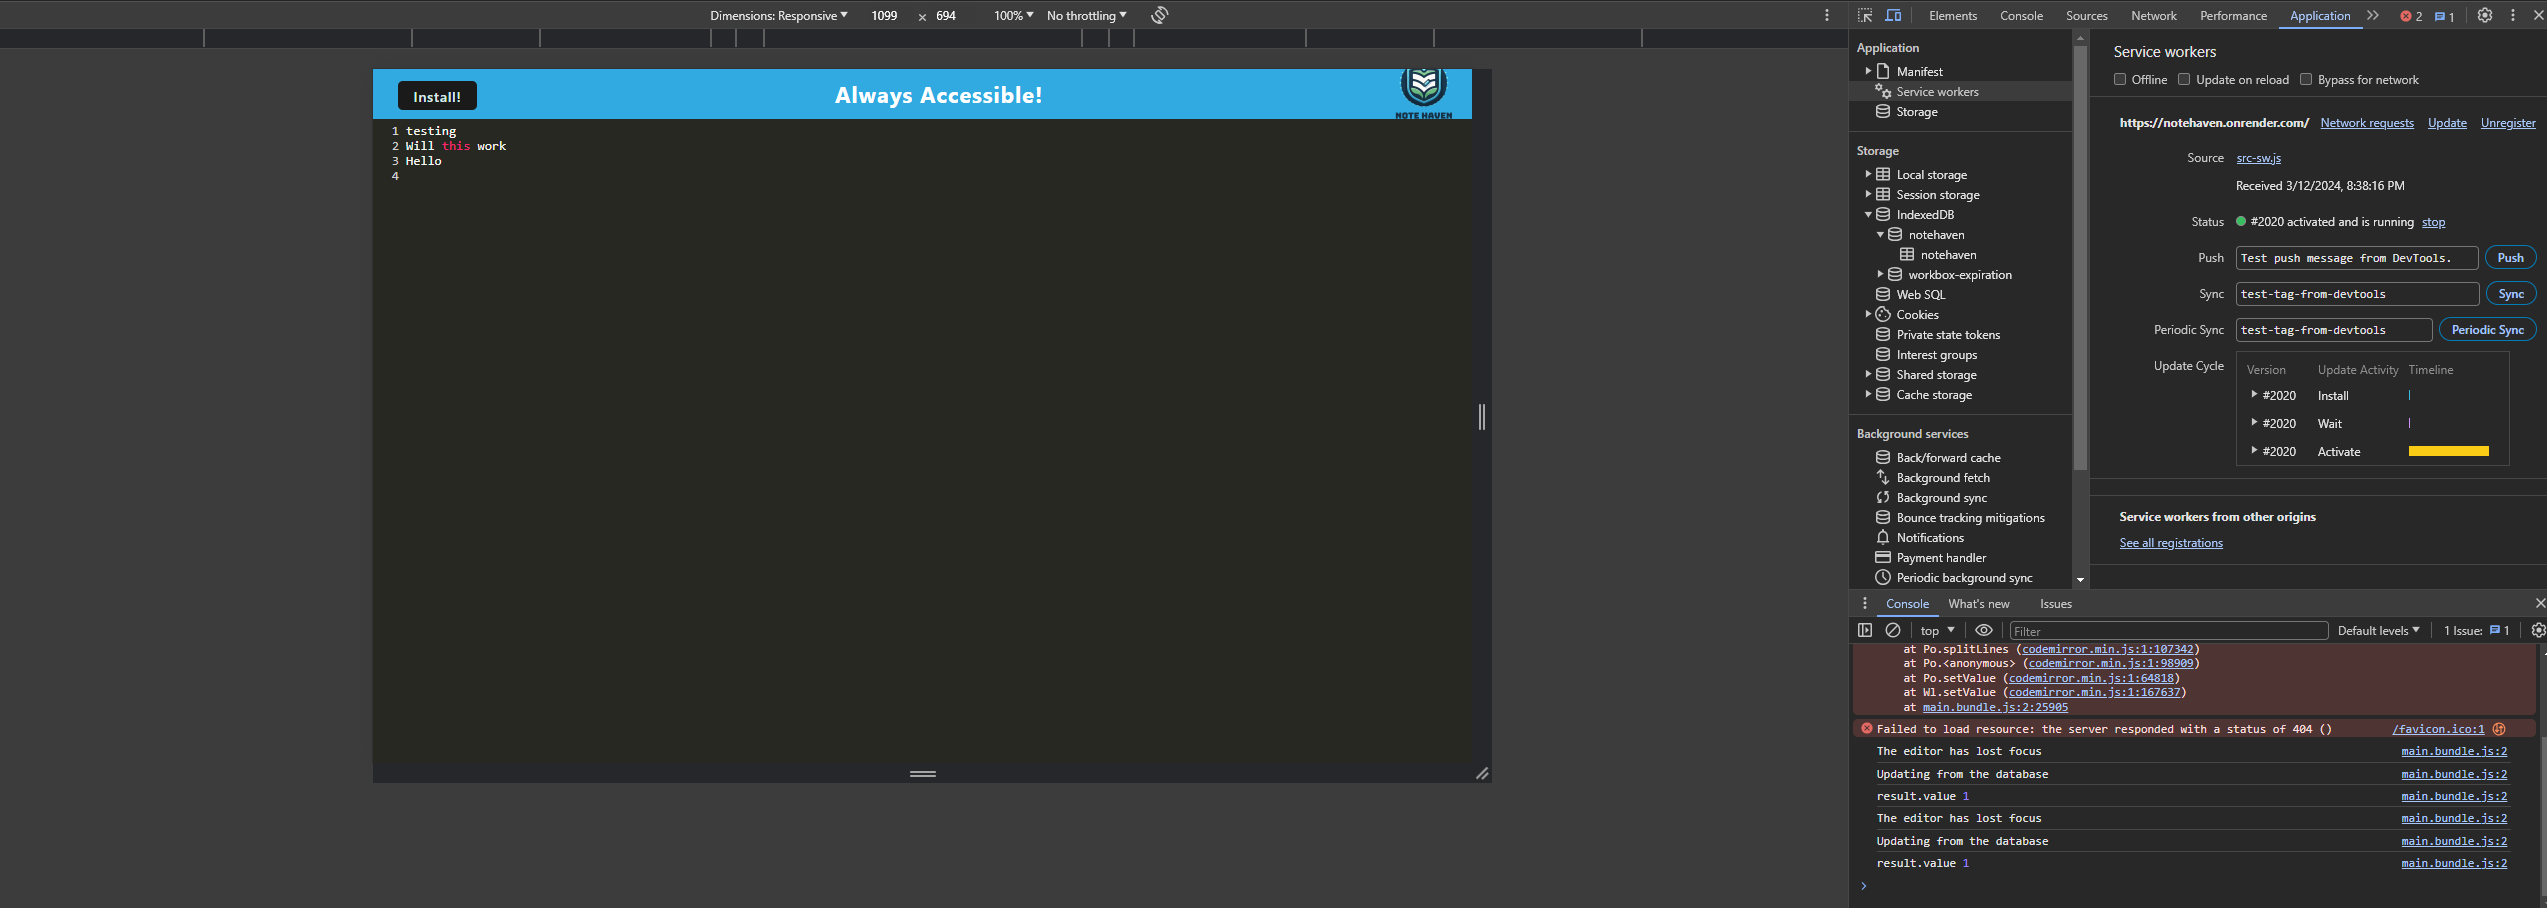 Dimensions: Responsive 1099 × 694 100% No throttling
Install!
Always Accessible!
NOTE HAVEN
1 testing
2 Will this work
3 Hello
4
Elements Console Sources Network Performance Application 2 1
Application
Manifest
Service workers
Storage
Storage
Local storage
Session storage
IndexedDB
notehaven
notehaven
workbox-expiration
Web SQL
Cookies
Private state tokens
Interest groups
Shared storage
Cache storage
Background services
Back/forward cache
Background fetch
Background sync
Bounce tracking mitigations
Notifications
Payment handler
Periodic background sync
Service workers
Offline Update on reload Bypass for network
https://notehaven.onrender.com/ Network requests Update Unregister
Source src-sw.js
Received 3/12/2024, 8:38:16 PM
Status #2020 activated and is running stop
Push Test push message from DevTools. Push
Sync test-tag-from-devtools Sync
Periodic Sync test-tag-from-devtools Periodic Sync
Update Cycle
Version Update Activity Timeline
#2020 Install
#2020 Wait
#2020 Activate
Service workers from other origins
See all registrations
Console What's new Issues
top Filter Default levels 1 Issue: 1
at Po.splitLines (codemirror.min.js:1:107342)
at Po.<anonymous> (codemirror.min.js:1:98909)
at Po.setValue (codemirror.min.js:1:64818)
at Wl.setValue (codemirror.min.js:1:167637)
at main.bundle.js:2:25905
Failed to load resource: the server responded with a status of 404 () /favicon.ico:1
The editor has lost focus main.bundle.js:2
Updating from the database main.bundle.js:2
result.value 1 main.bundle.js:2
The editor has lost focus main.bundle.js:2
Updating from the database main.bundle.js:2
result.value 1 main.bundle.js:2